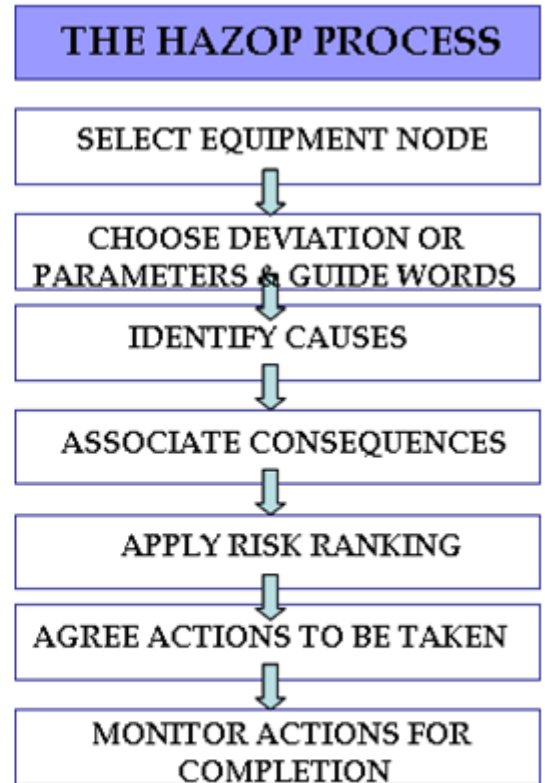 THE HAZOP PROCESS
SELECT EQUIPMENT NODE
CHOOSE DEVIATION OR
PARAMETERS & GUIDE WORDS
IDENTIFY CAUSES
ASSOCIATE CONSEQUENCES
APPLY RISK RANKING
AGREE ACTIONS TO BE TAKEN
MONITOR ACTIONS FOR
COMPLETION